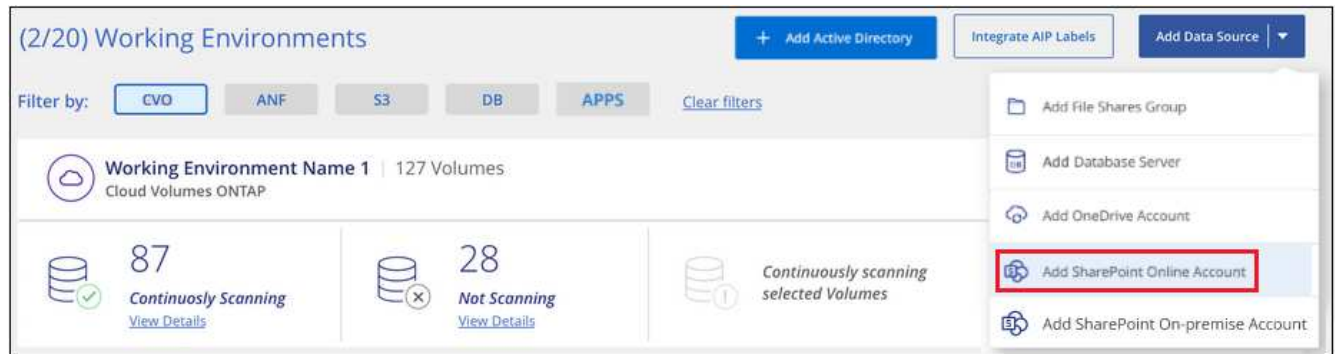 (2/20) Working Environments
+ Add Active Directory
Integrate AIP Labels
Add Data Source
Filter by:
CVO
ANF
S3
DB
APPS
Clear filters
Add File Shares Group
DB
Add Database Server
Add OneDrive Account
Add SharePoint Online Account
Add SharePoint On-premise Account
Working Environment Name 1 | 127 Volumes
Cloud Volumes ONTAP
87
Continuosly Scanning
View Details
28
Not Scanning
View Details
Continuously scanning
selected Volumes